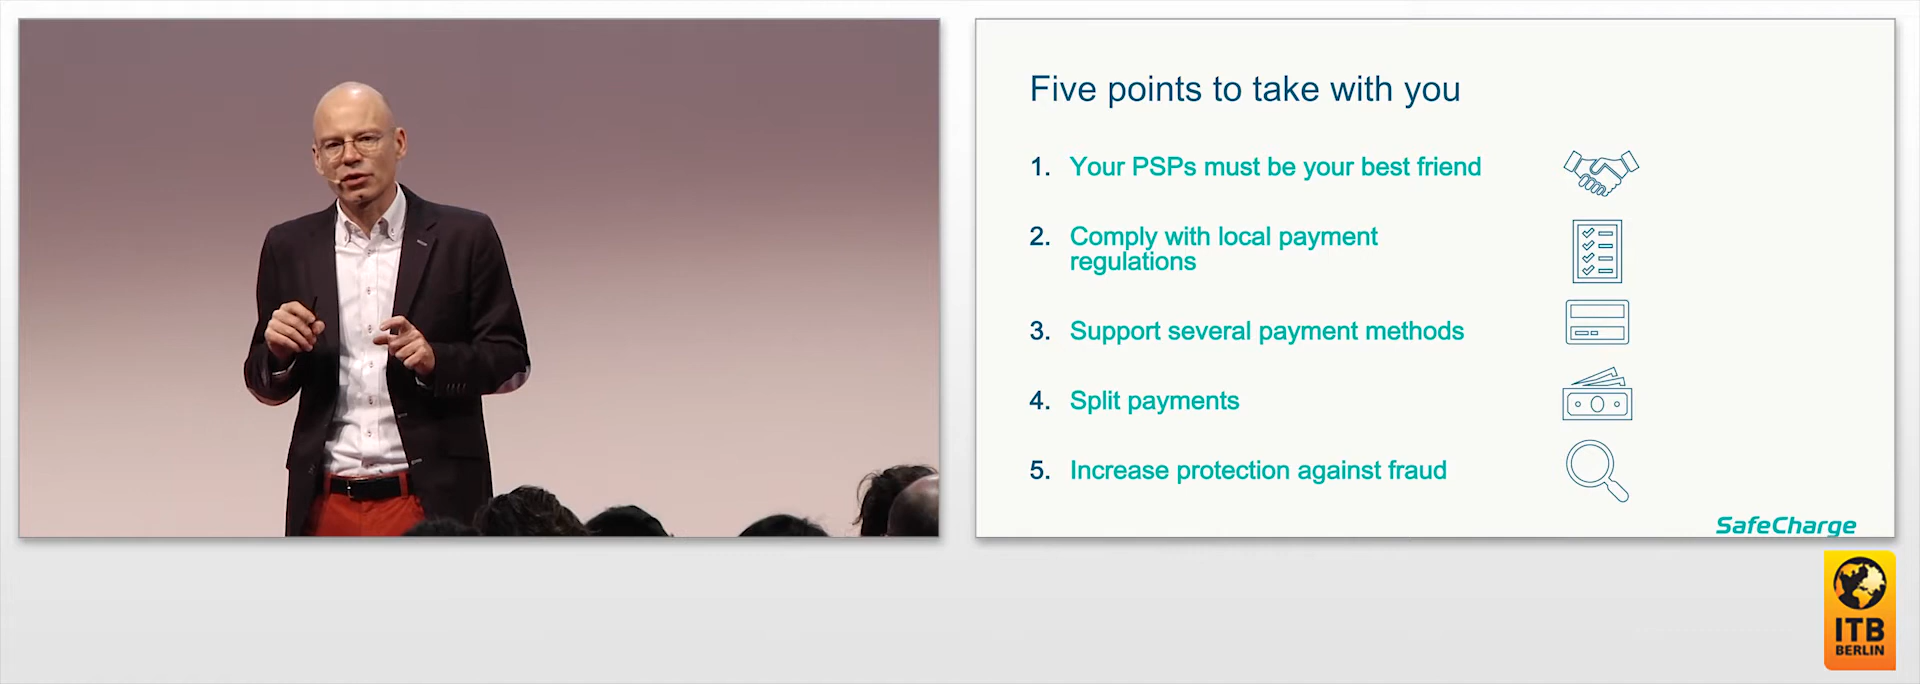 Five points to take with you
1. Your PSPs must be your best friend
2. Comply with local payment
regulations
3. Support several payment methods
4. Split payments
5. Increase protection against fraud
SafeCharge
ITB
BERLIN